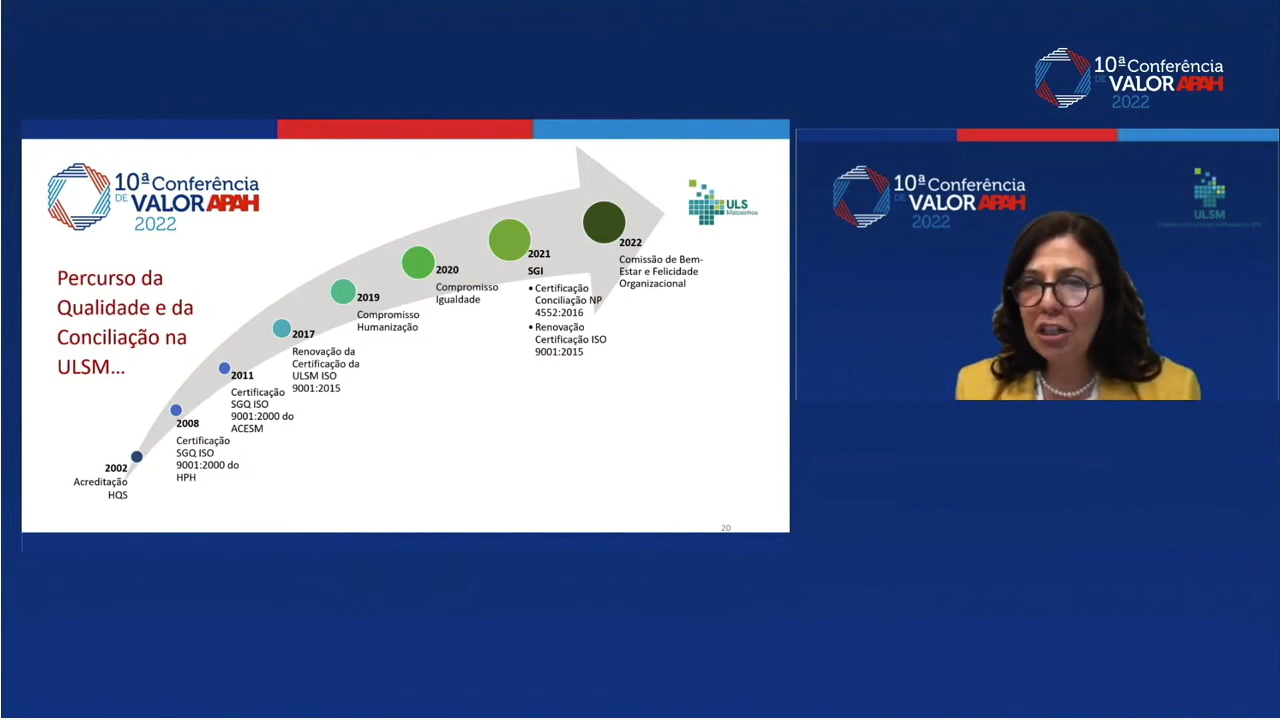 10ª Conferência
DE VALOR APAH
2022
10ª Conferência
DE VALOR APAH
2022
ULS
Matosinhos
Percurso da
Qualidade e da
Conciliação na
ULSM...
2002
Acreditação
HQS
2008
Certificação
SGQ ISO
9001:2000 do
HPH
2011
Certificação
SGQ ISO
9001:2000 do
ACESM
2017
Renovação da
Certificação da
ULSM ISO
9001:2015
2019
Compromisso
Humanização
2020
Compromisso
Igualdade
2021
SGI
• Certificação
Conciliação NP
4552:2016
• Renovação
Certificação ISO
9001:2015
2022
Comissão de Bem-
Estar e Felicidade
Organizacional
20
10ª Conferência
DE VALOR APAH
2022
ULSM